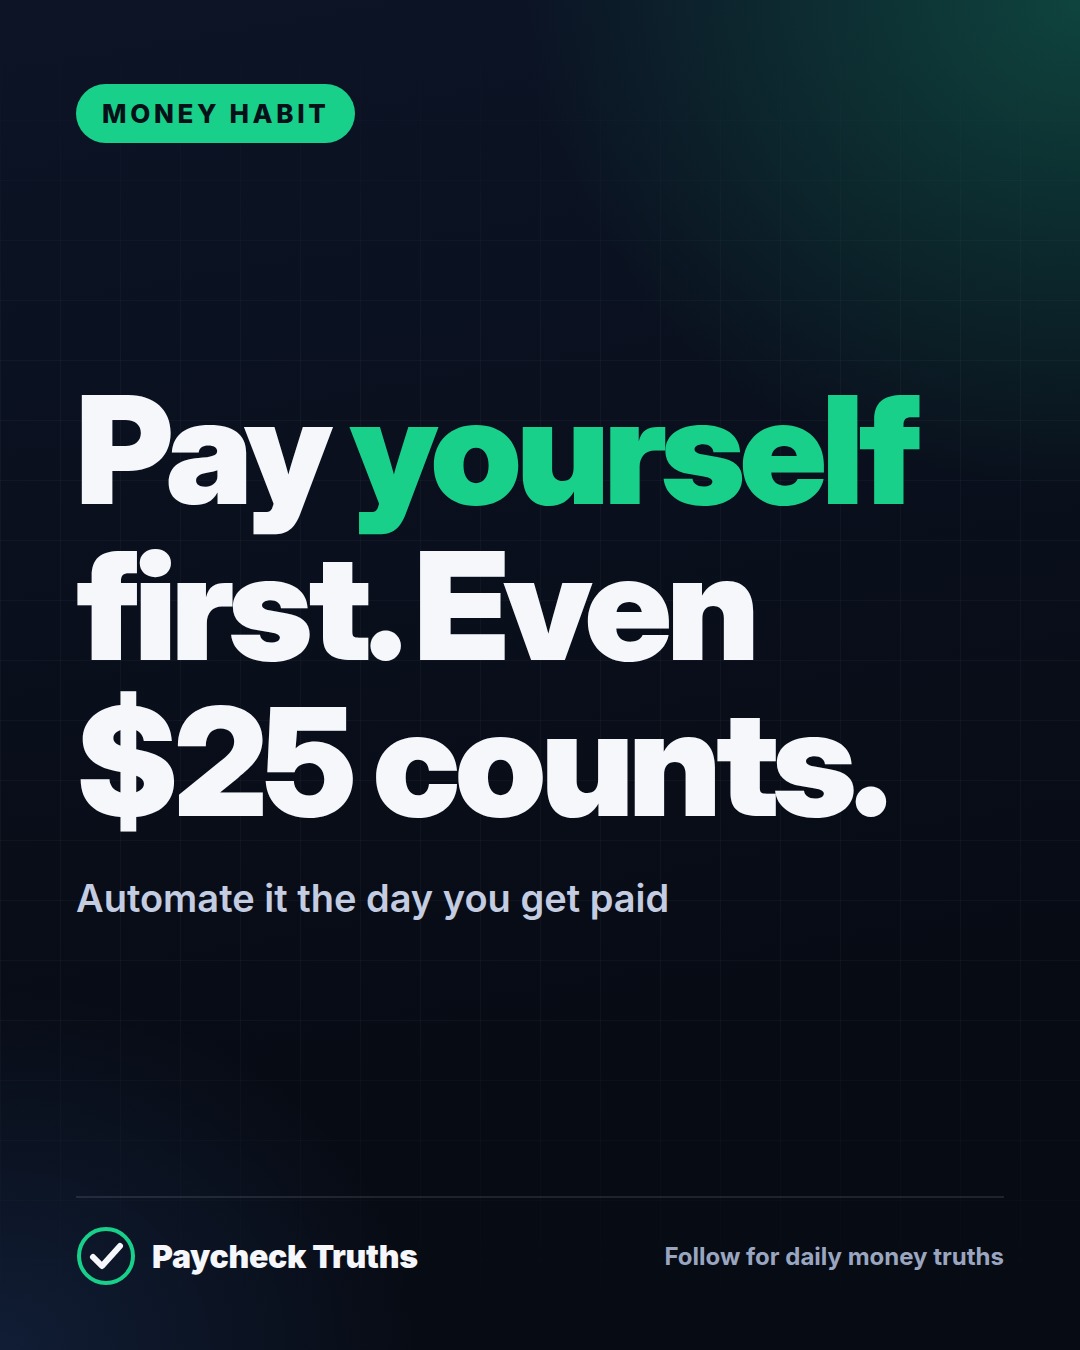 MONEY HABIT
Pay yourself
first. Even
$25 counts.
Automate it the day you get paid
Paycheck Truths
Follow for daily money truths